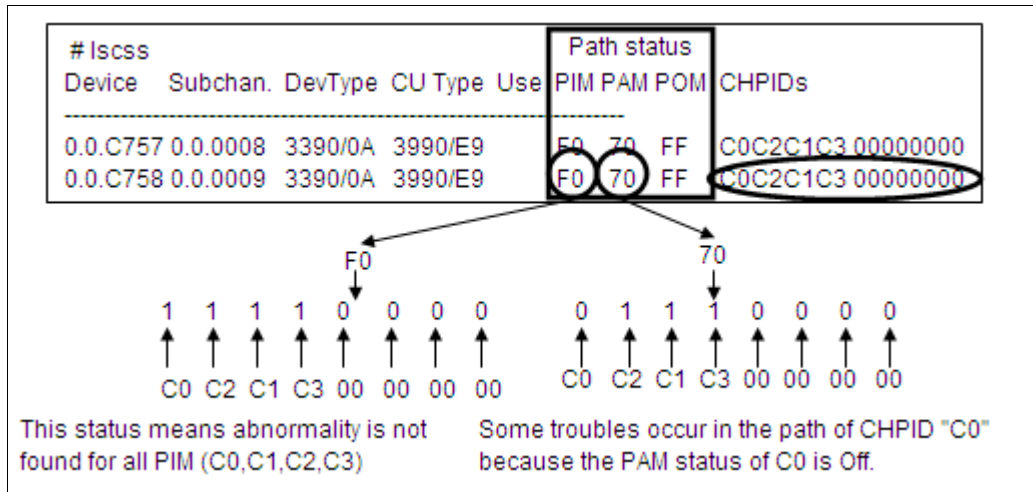 # lscss Path status
Device Subchan. DevType CU Type Use PIM PAM POM CHPIDs
----------------------------------------------------------------------
0.0.C757 0.0.0008 3390/0A 3990/E9 F0 70 FF C0C2C1C3 00000000
0.0.C758 0.0.0009 3390/0A 3990/E9 F0 70 FF C0C2C1C3 00000000
F0 70
1 1 1 1 0 0 0 0 0 1 1 1 0 0 0 0
C0 C2 C1 C3 00 00 00 00 C0 C2 C1 C3 00 00 00 00
This status means abnormality is not
found for all PIM (C0,C1,C2,C3)
Some troubles occur in the path of CHPID "C0"
because the PAM status of C0 is Off.